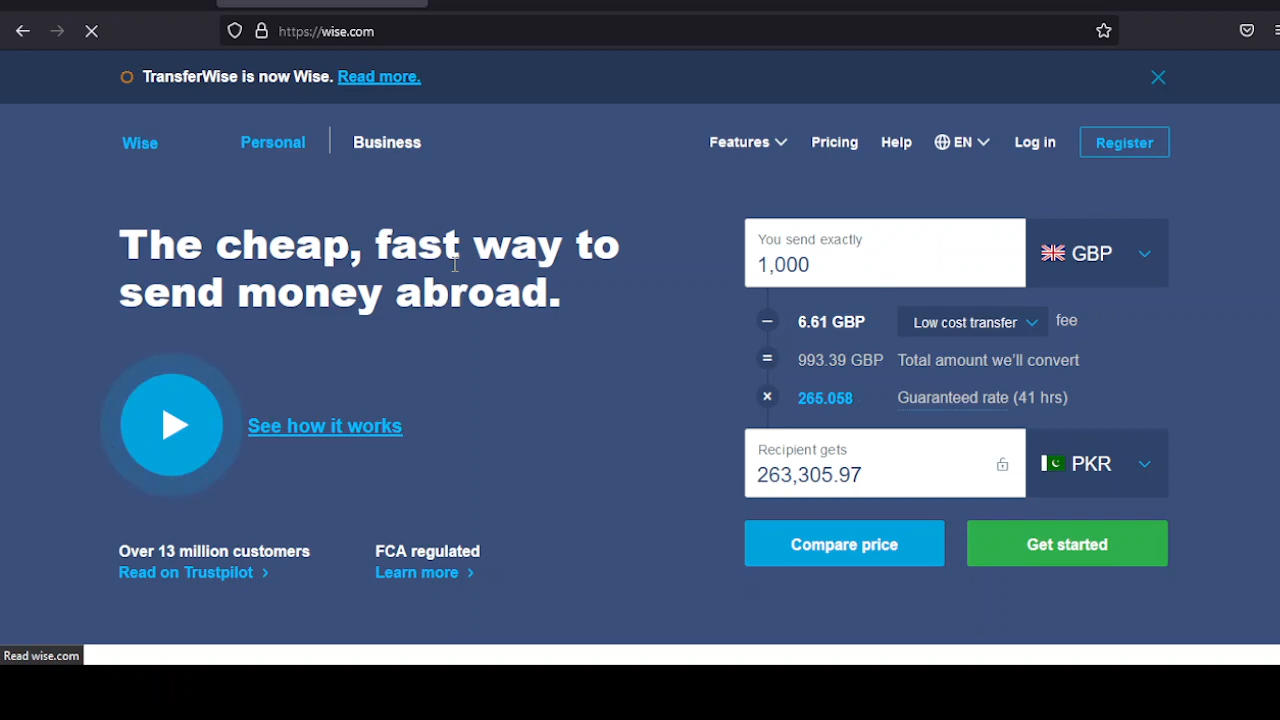 https://wise.com
TransferWise is now Wise. Read more.
Wise Personal Business Features Pricing Help EN Log in Register
The cheap, fast way to
send money abroad.
See how it works
Over 13 million customers
Read on Trustpilot
FCA regulated
Learn more
You send exactly
1,000
GBP
6.61 GBP Low cost transfer fee
993.39 GBP Total amount we'll convert
265.058 Guaranteed rate (41 hrs)
Recipient gets
263,305.97
PKR
Compare price Get started
Read wise.com